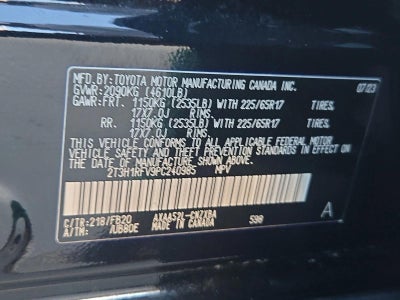 MFD.BY:TOYOTA MOTOR MANUFACTURING CANADA INC.
GVWR:2090KG (4610LB) 07/23
GAWR:FRT. 1150KG (2535LB) WITH 225/65R17 TIRES,
17X7.0J RIMS,
RR. 1150KG (2535LB) WITH 225/65R17 TIRES,
17X7.0J RIMS,
THIS VEHICLE CONFORMS TO ALL APPLICABLE FEDERAL MOTOR
VEHICLE SAFETY AND THEFT PREVENTION STANDARDS IN EFFECT ON
THE DATE OF MANUFACTURE SHOWN ABOVE.
2T3H1RFV9PC240985 MPV
C/TR:218/FB20 AXAA52L-CNZXBA
A/TM: /UB80E MADE IN CANADA 598 A